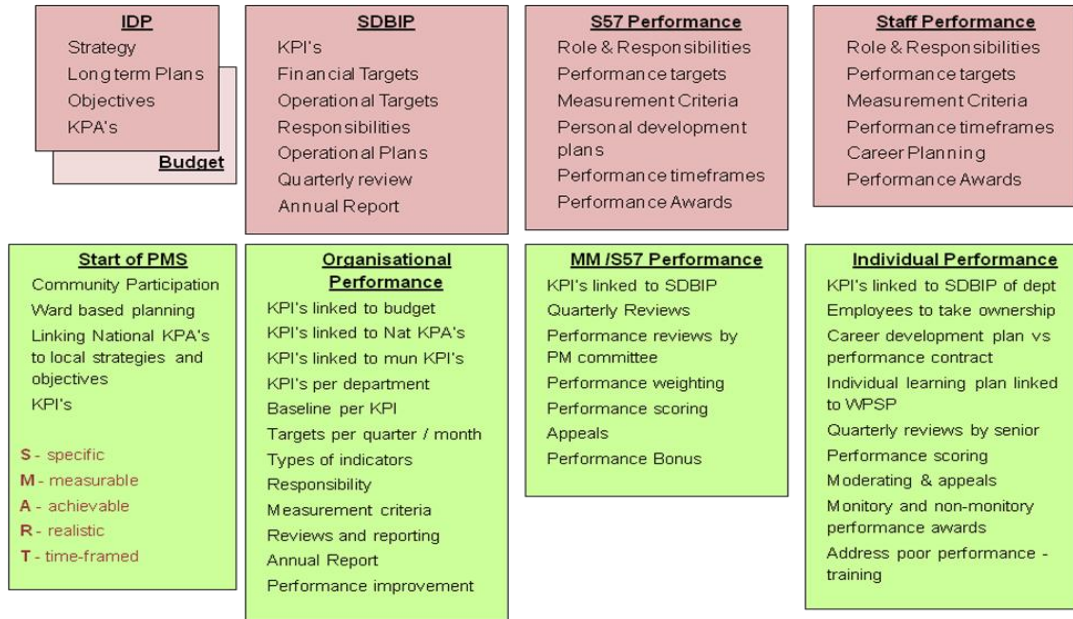 IDP
Strategy
Long term Plans
Objectives
KPA's
Budget
SDBIP
KPI's
Financial Targets
Operational Targets
Responsibilities
Operational Plans
Quarterly review
Annual Report
S57 Performance
Role & Responsibilities
Performance targets
Measurement Criteria
Personal development
plans
Performance timeframes
Performance Awards
Staff Performance
Role & Responsibilities
Performance targets
Measurement Criteria
Performance timeframes
Career Planning
Performance Awards
Start of PMS
Community Participation
Ward based planning
Linking National KPA's
to local strategies and
objectives
KPI's
S - specific
M - measurable
A - achievable
R - realistic
T - time-framed
Organisational
Performance
KPI's linked to budget
KPI's linked to Nat KPA's
KPI's linked to mun KPI's
KPI's per department
Baseline per KPI
Targets per quarter / month
Types of indicators
Responsibility
Measurement criteria
Reviews and reporting
Annual Report
Performance improvement
MM /S57 Performance
KPI's linked to SDBIP
Quarterly Reviews
Performance reviews by
PM committee
Performance weighting
Performance scoring
Appeals
Performance Bonus
Individual Performance
KPI's linked to SDBIP of dept
Employees to take ownership
Career development plan vs
performance contract
Individual learning plan linked
to WPSP
Quarterly reviews by senior
Performance scoring
Moderating & appeals
Monitory and non-monitory
performance awards
Address poor performance -
training